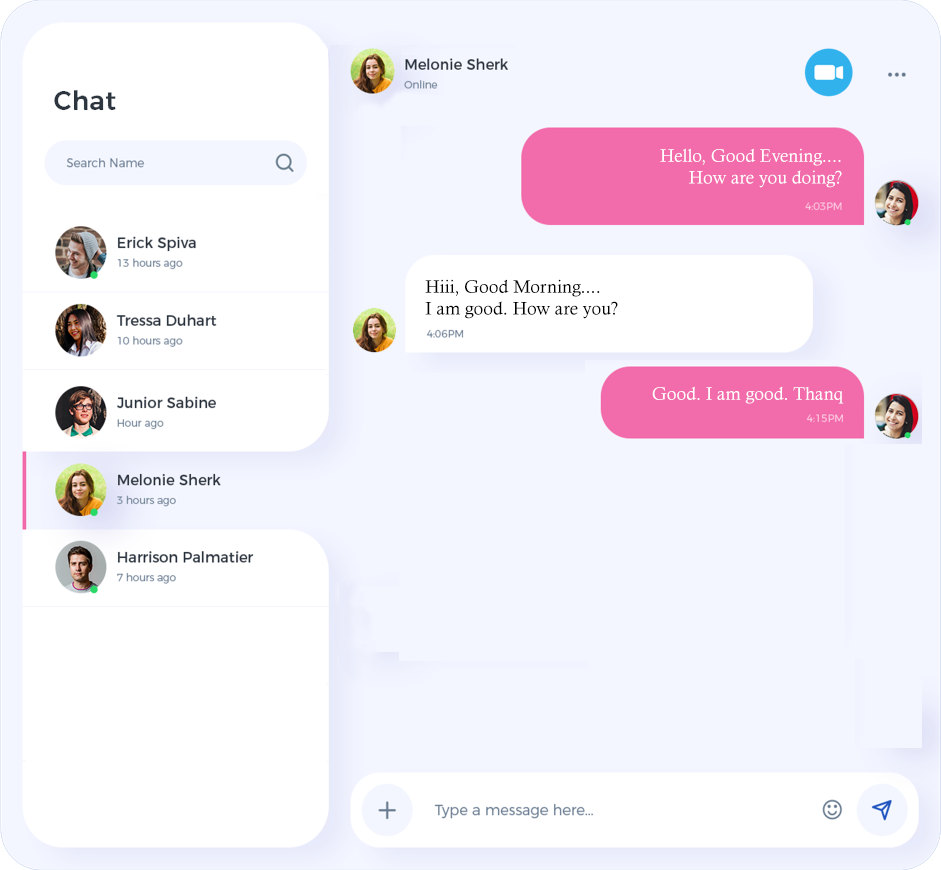 Chat
Search Name
Erick Spiva
13 hours ago
Tressa Duhart
10 hours ago
Junior Sabine
Hour ago
Melonie Sherk
3 hours ago
Harrison Palmatier
7 hours ago
Melonie Sherk
Online
Hello, Good Evening....
How are you doing?
4:03PM
Hiii, Good Morning....
I am good. How are you?
4:06PM
Good. I am good. Thanq
4:15PM
Type a message here...